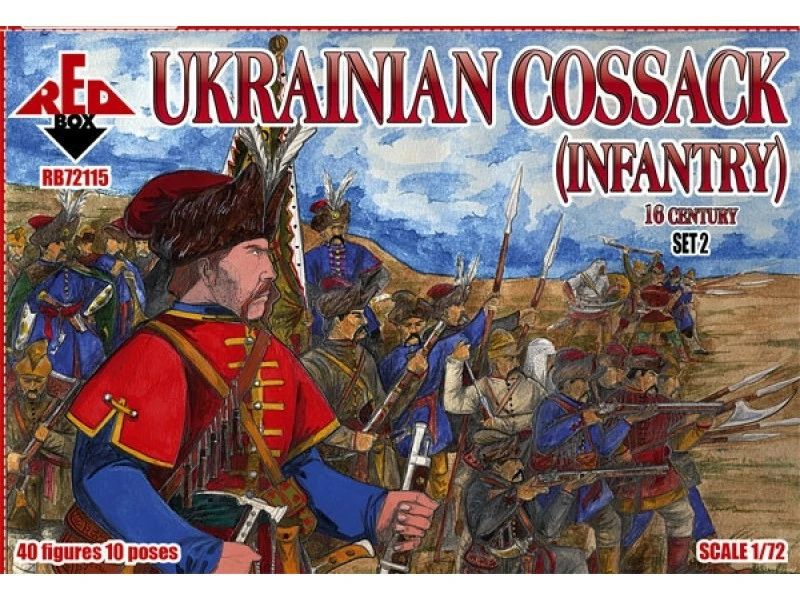 RED
BOX
RB72115
UKRAINIAN COSSACK
(INFANTRY)
16 CENTURY
SET 2
40 figures 10 poses
SCALE 1/72